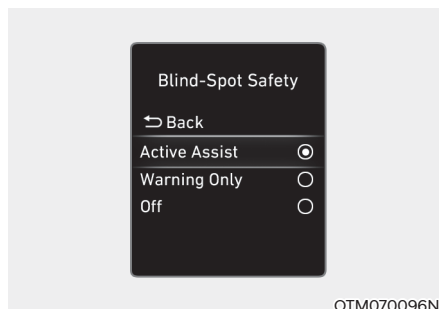 Blind-Spot Safety
Back
Active Assist
Warning Only
Off
OTM070096N